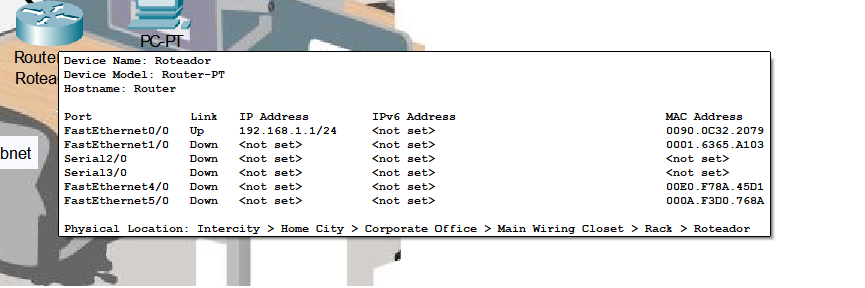 PC-PT
Device Name: Roteador
Device Model: Router-PT
Hostname: Router
Port Link IP Address IPv6 Address MAC Address
FastEthernet0/0 Up 192.168.1.1/24 <not set> 0090.0C32.2079
FastEthernet1/0 Down <not set> <not set> 0001.6365.A103
Serial2/0 Down <not set> <not set> <not set>
Serial3/0 Down <not set> <not set> <not set>
FastEthernet4/0 Down <not set> <not set> 00E0.F78A.45D1
FastEthernet5/0 Down <not set> <not set> 000A.F3D0.768A
Physical Location: Intercity > Home City > Corporate Office > Main Wiring Closet > Rack > Roteador